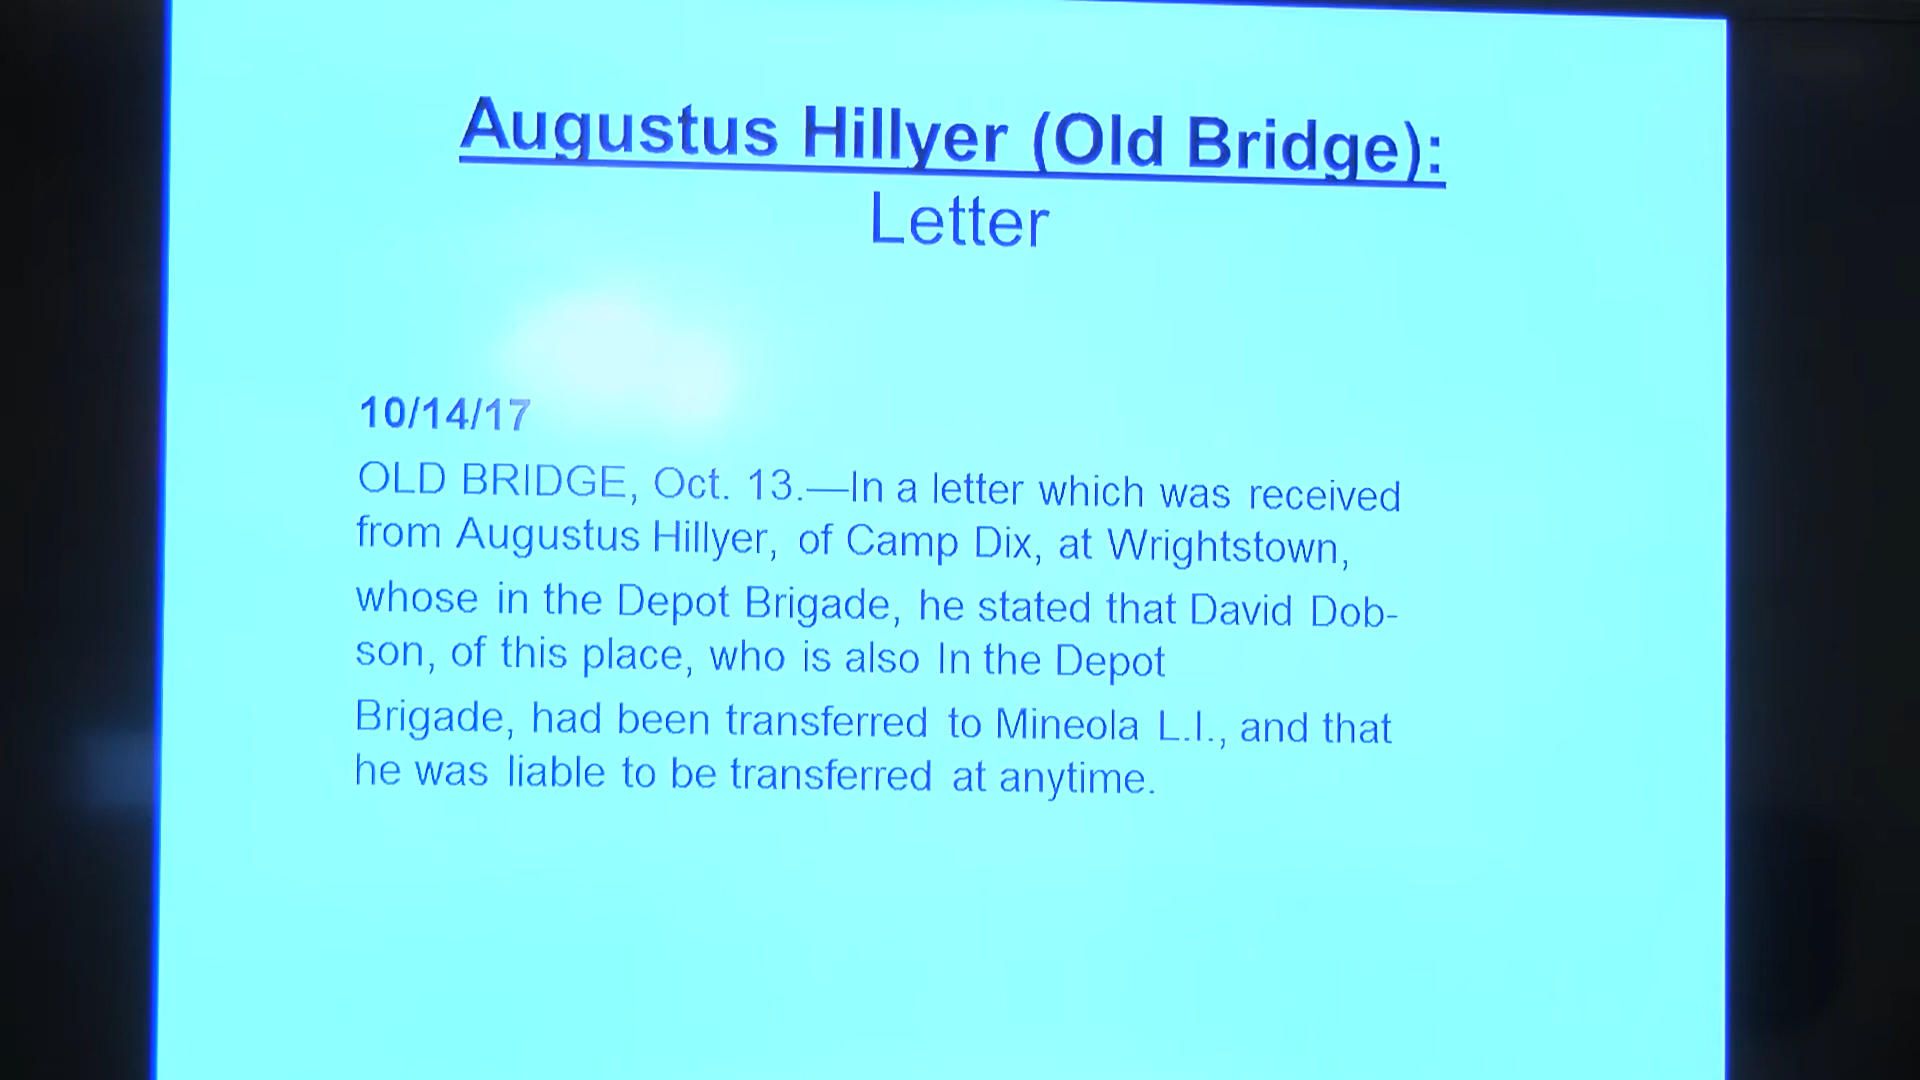 Augustus Hillyer (Old Bridge):
Letter
10/14/17
OLD BRIDGE, Oct. 13.—In a letter which was received
from Augustus Hillyer, of Camp Dix, at Wrightstown,
whose in the Depot Brigade, he stated that David Dob-
son, of this place, who is also In the Depot
Brigade, had been transferred to Mineola L.I., and that
he was liable to be transferred at anytime.